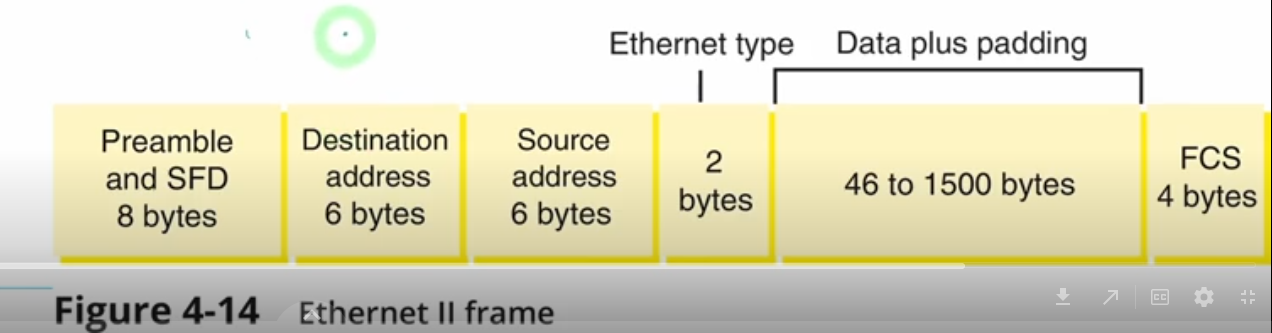 Ethernet type Data plus padding
Preamble
and SFD
8 bytes
Destination
address
6 bytes
Source
address
6 bytes
2
bytes
46 to 1500 bytes
FCS
4 bytes
Figure 4-14 Ethernet II frame
CC